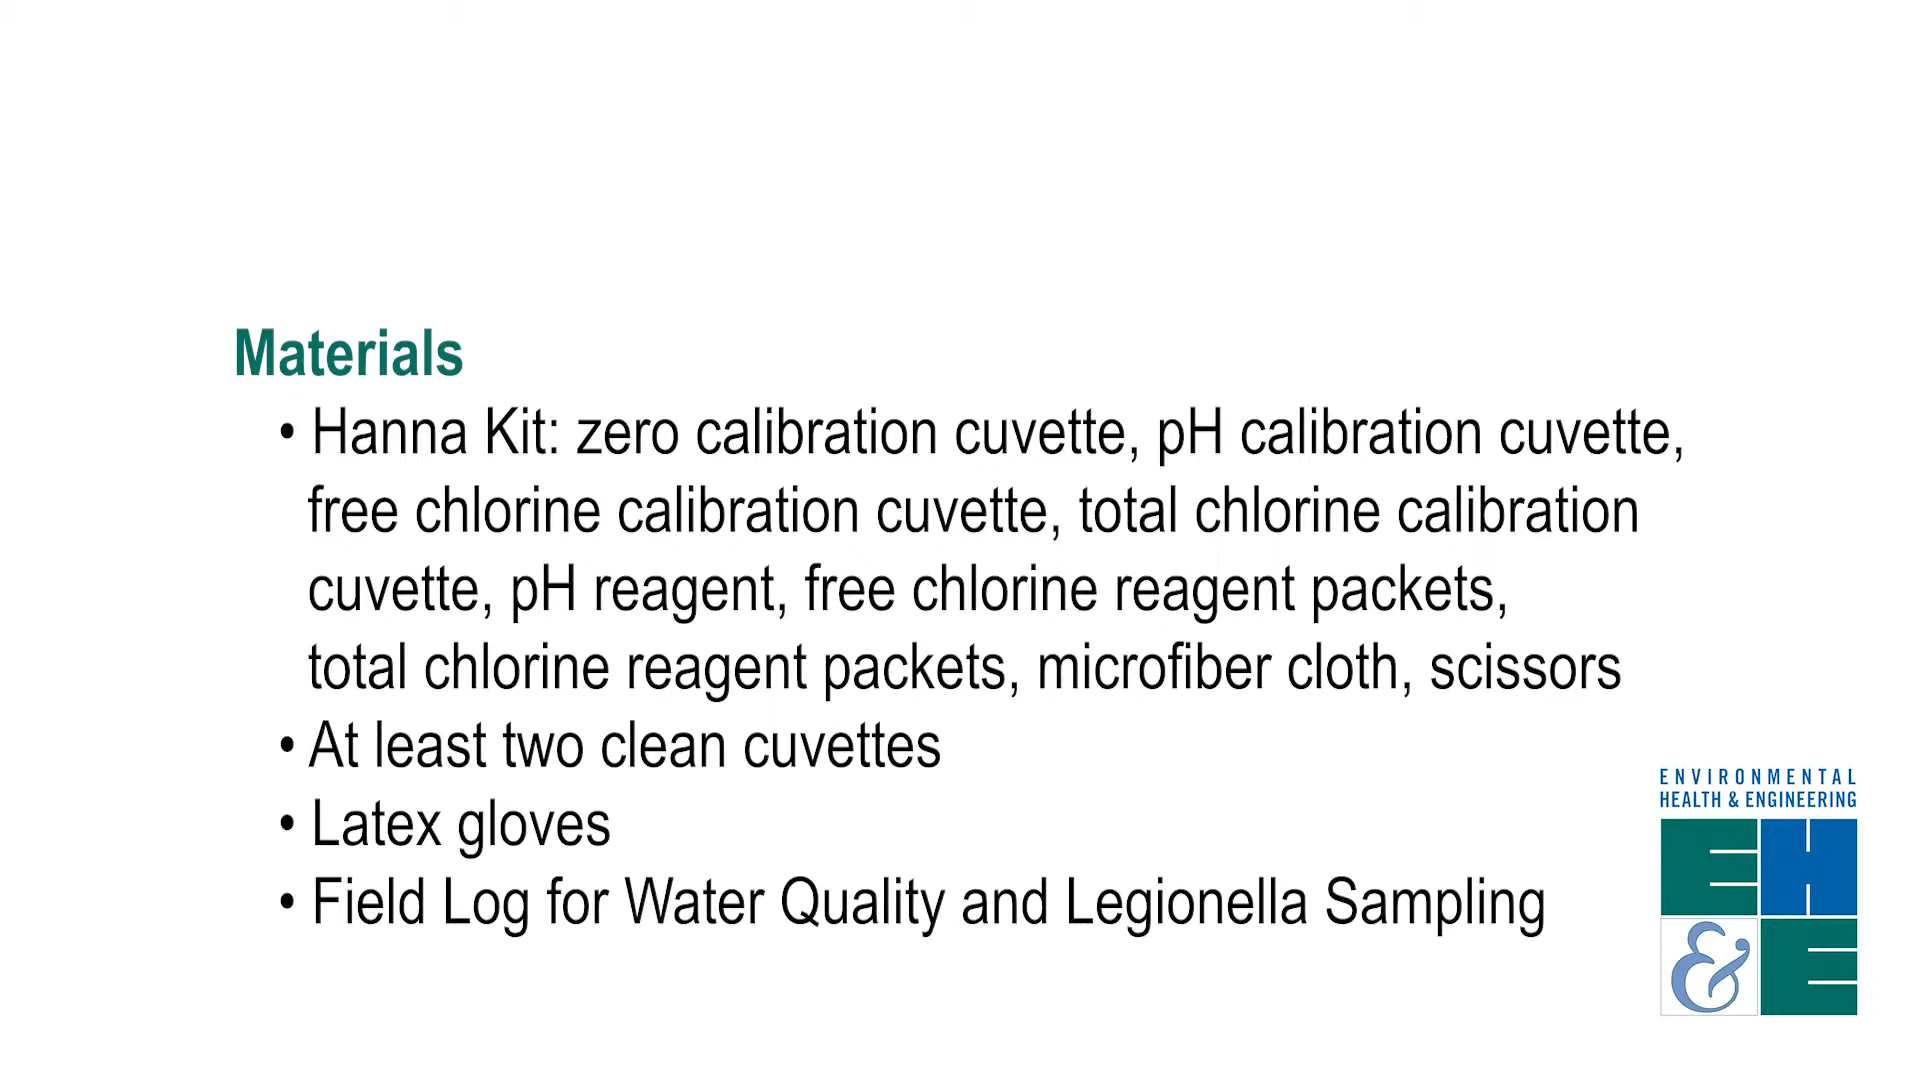 Materials
• Hanna Kit: zero calibration cuvette, pH calibration cuvette,
free chlorine calibration cuvette, total chlorine calibration
cuvette, pH reagent, free chlorine reagent packets,
total chlorine reagent packets, microfiber cloth, scissors
• At least two clean cuvettes
• Latex gloves
• Field Log for Water Quality and Legionella Sampling
ENVIRONMENTAL
HEALTH & ENGINEERING
EH
&E